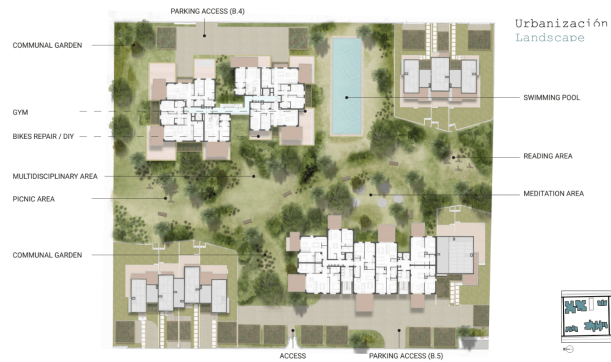 PARKING ACCESS (B.4)
Urbanización
Landscape
COMMUNAL GARDEN
SWIMMING POOL
GYM
BIKES REPAIR / DIY
READING AREA
MULTIDISCIPLINARY AREA
MEDITATION AREA
PICNIC AREA
COMMUNAL GARDEN
ACCESS
PARKING ACCESS (B.5)